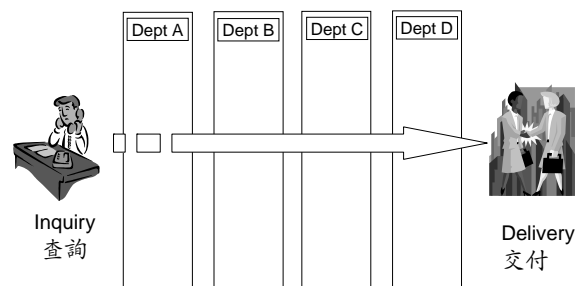 Dept A
Dept B
Dept C
Dept D
Inquiry
查詢
Delivery
交付